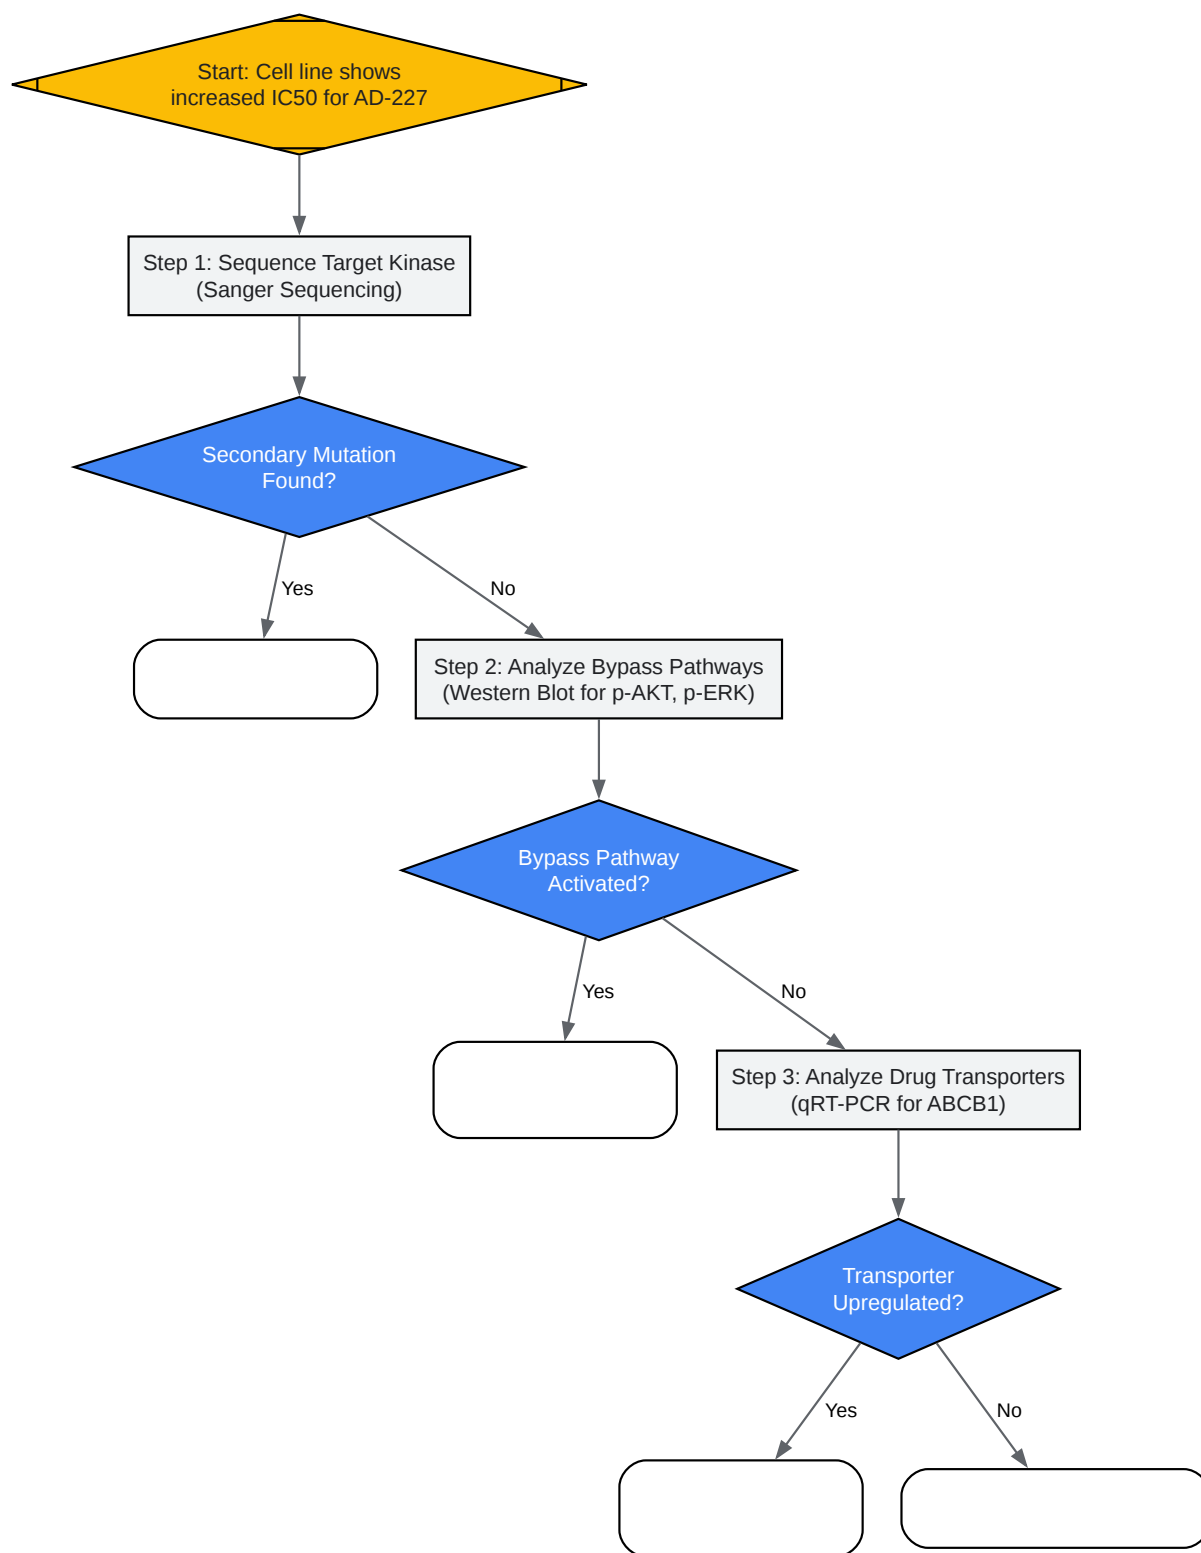 Start: Cell line shows
increased IC50 for AD-227
Step 1: Sequence Target Kinase
(Sanger Sequencing)
Secondary Mutation
Found?
Yes
No
Step 2: Analyze Bypass Pathways
(Western Blot for p-AKT, p-ERK)
Bypass Pathway
Activated?
Yes
No
Step 3: Analyze Drug Transporters
(qRT-PCR for ABCB1)
Transporter
Upregulated?
Yes
No